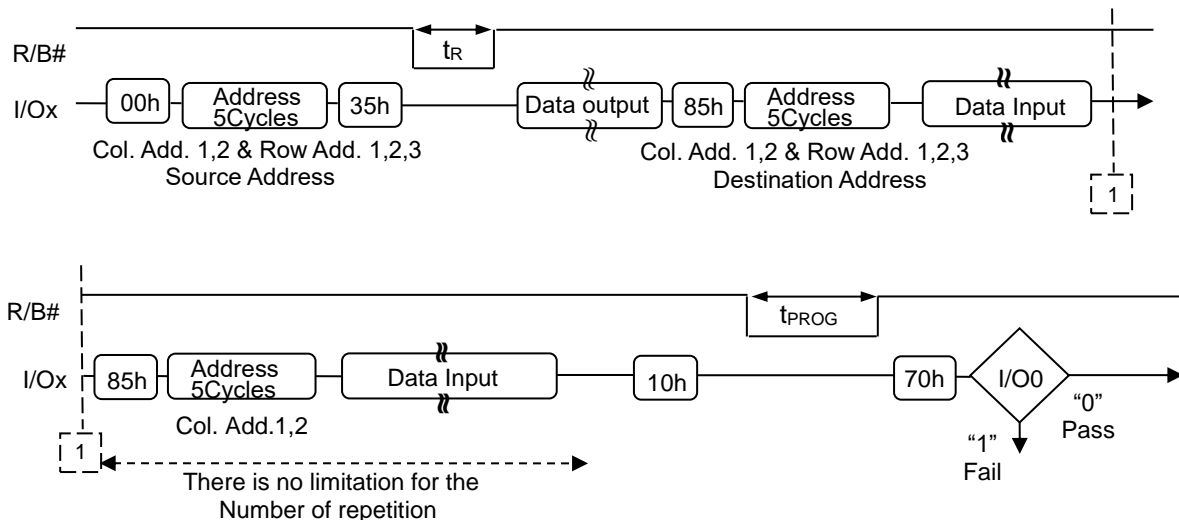 R/B#
tR
I/Ox
00h
Address
5Cycles
35h
Data output
85h
Address
5Cycles
Data Input
Col. Add. 1,2 & Row Add. 1,2,3
Source Address
Col. Add. 1,2 & Row Add. 1,2,3
Destination Address
1
R/B#
tPROG
I/Ox
85h
Address
5Cycles
Data Input
10h
70h
I/O0
Col. Add.1,2
“0”
Pass
“1”
Fail
1
There is no limitation for the
Number of repetition